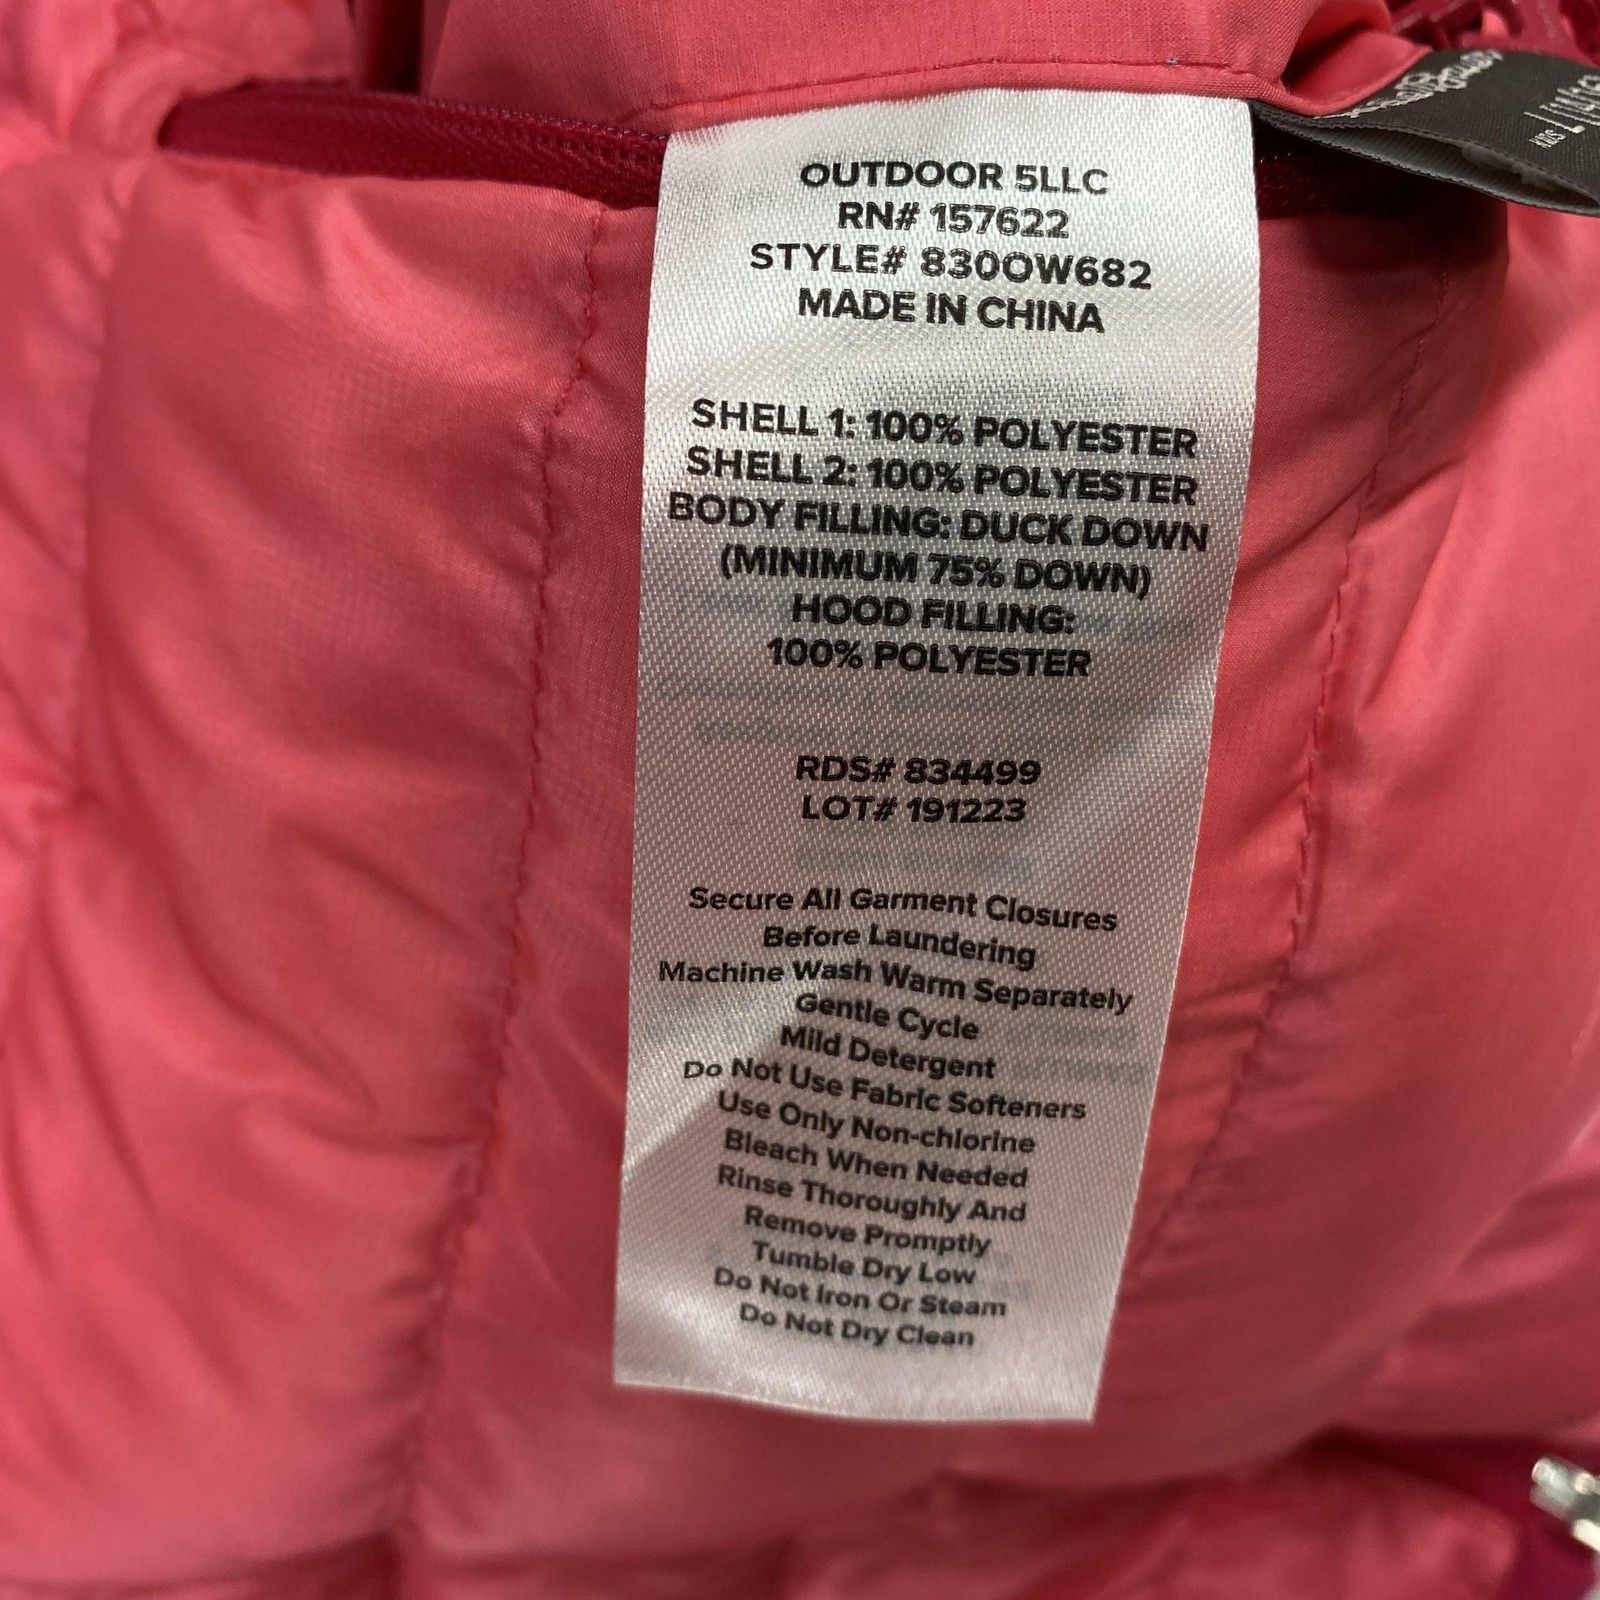 OUTDOOR 5LLC
RN# 157622
STYLE# 830OW682
MADE IN CHINA
SHELL 1: 100% POLYESTER
SHELL 2: 100% POLYESTER
BODY FILLING: DUCK DOWN
(MINIMUM 75% DOWN)
HOOD FILLING:
100% POLYESTER
RDS# 834499
LOT# 191223
Secure All Garment Closures
Before Laundering
Machine Wash Warm Separately
Gentle Cycle
Mild Detergent
Do Not Use Fabric Softeners
Use Only Non-chlorine
Bleach When Needed
Rinse Thoroughly And
Remove Promptly
Tumble Dry Low
Do Not Iron Or Steam
Do Not Dry Clean
KIDS